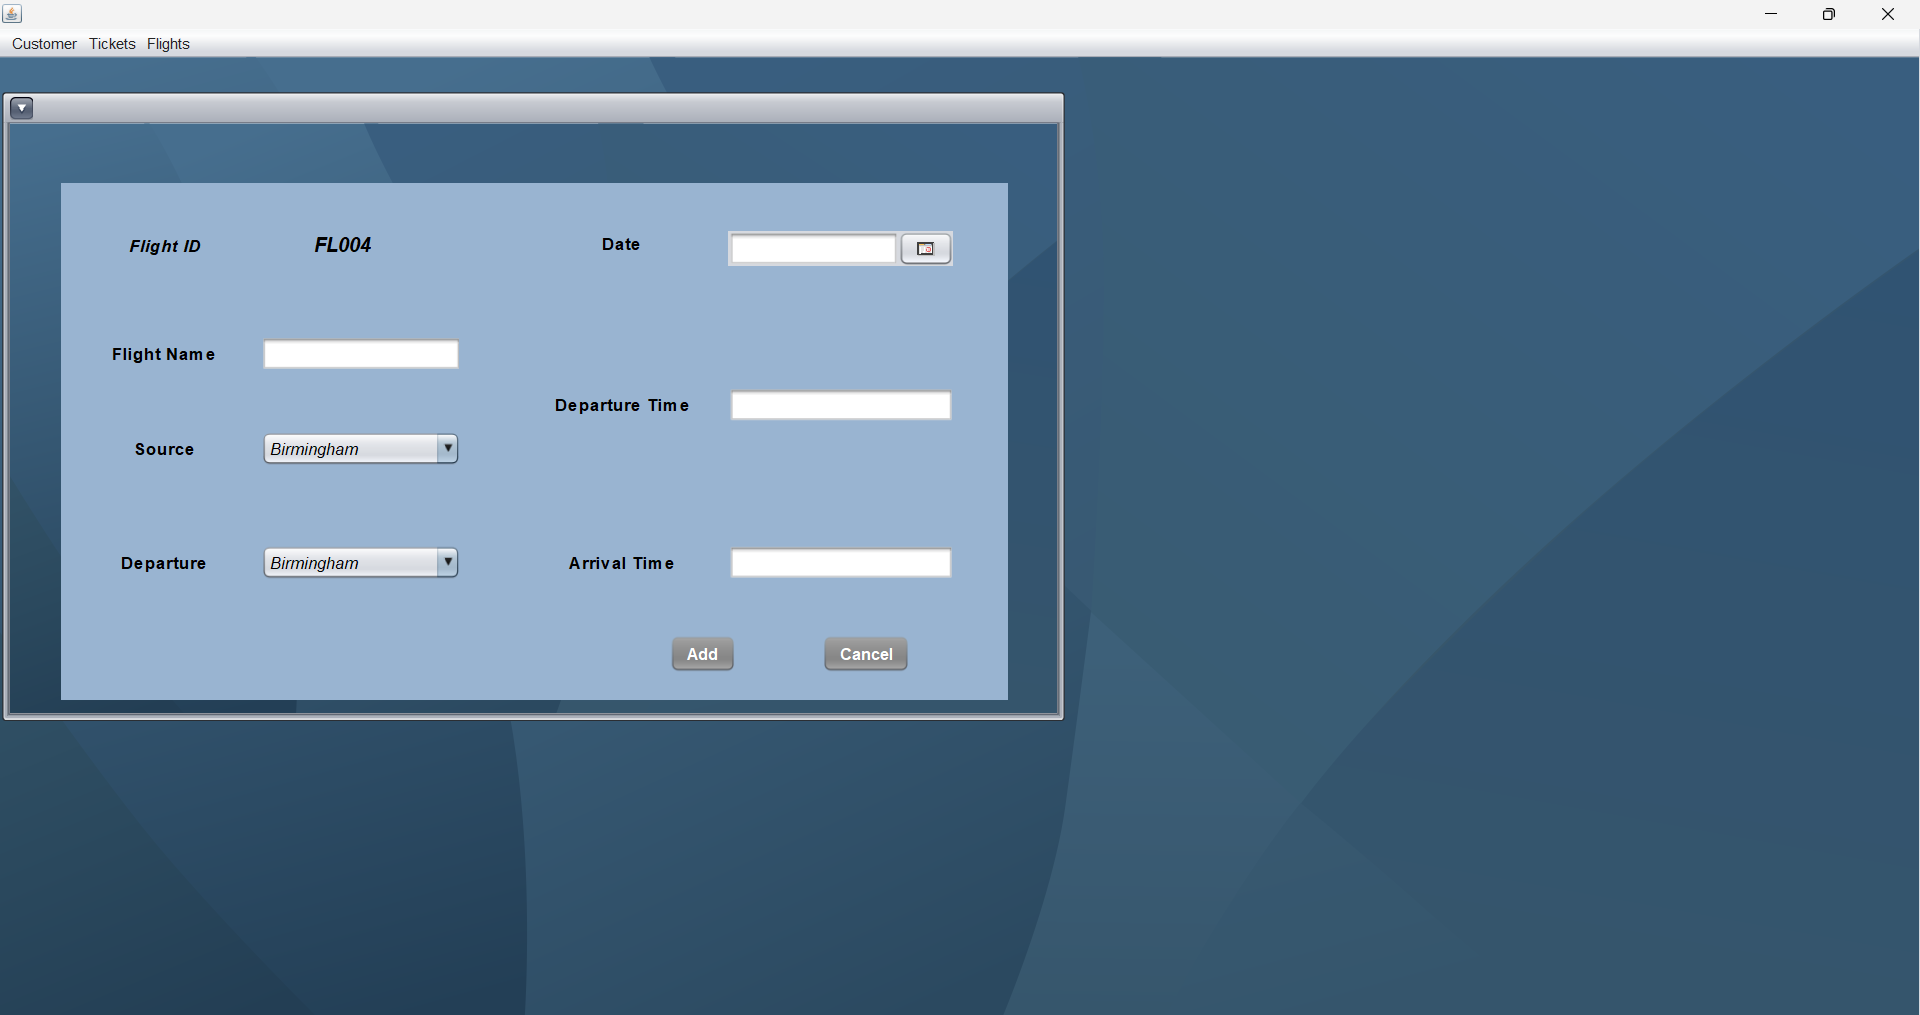 Customer Tickets Flights
Flight ID FL004 Date
Flight Name
Departure Time
Source Birmingham
Departure Birmingham Arrival Time
Add Cancel